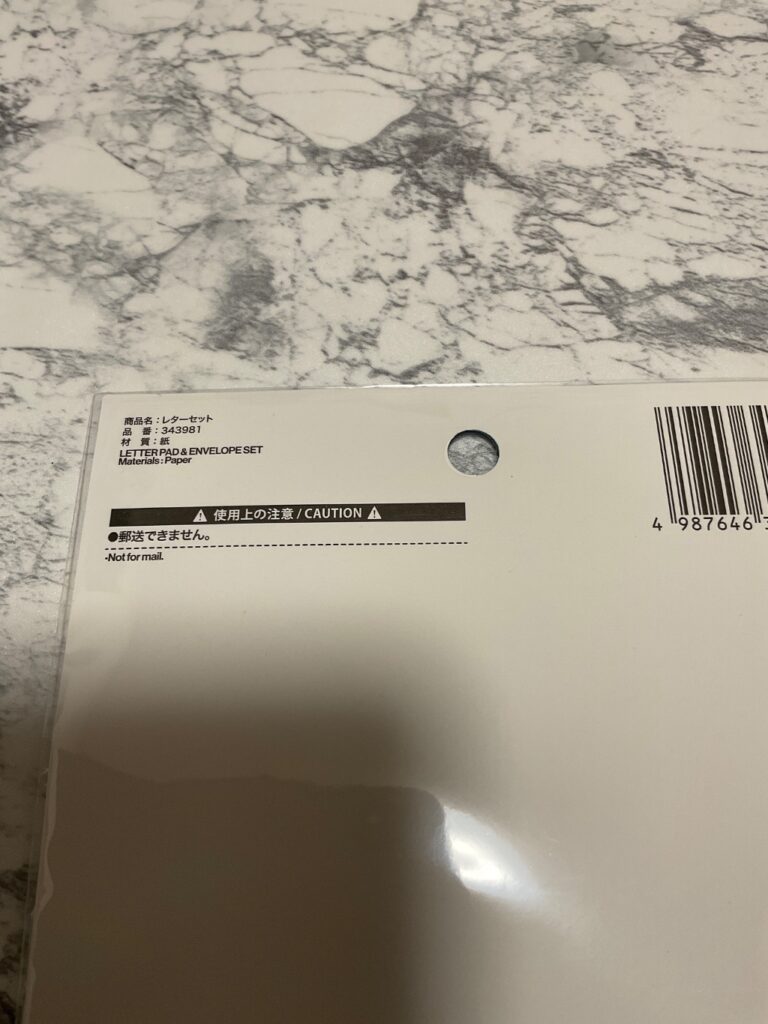 商品名：レターセット
品　番：343981
材　質：紙
LETTER PAD & ENVELOPE SET
Materials : Paper
⚠ 使用上の注意 / CAUTION ⚠
●郵送できません。
-Not for mail.
4 987646